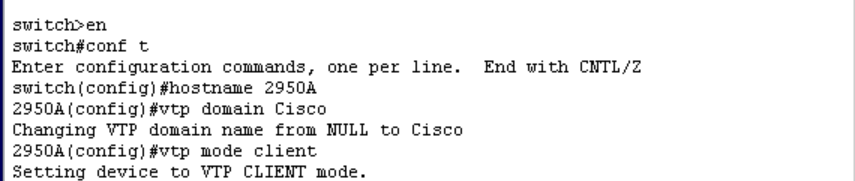 switch>en
switch#conf t
Enter configuration commands, one per line.  End with CNTL/Z
switch(config)#hostname 2950A
2950A(config)#vtp domain Cisco
Changing VTP domain name from NULL to Cisco
2950A(config)#vtp mode client
Setting device to VTP CLIENT mode.